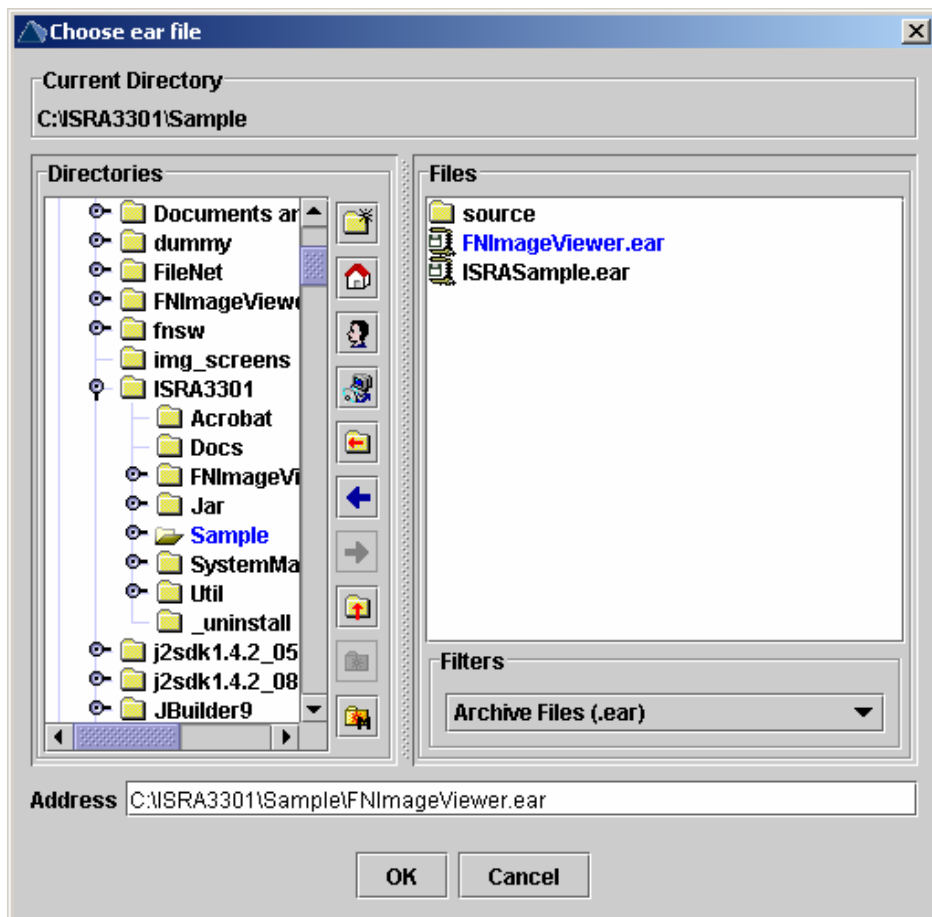 Choose ear file
Current Directory
C:\ISRA3301\Sample
Directories
Documents ar
dummy
FileNet
FNImageViewe
fnsw
img_screens
ISRA3301
Acrobat
Docs
FNImageVi
Jar
Sample
SystemMa
Util
_uninstall
j2sdk1.4.2_05
j2sdk1.4.2_08
JBuilder9
Files
source
FNImageViewer.ear
ISRASample.ear
Filters
Archive Files (.ear)
Address C:\ISRA3301\Sample\FNImageViewer.ear
OK Cancel